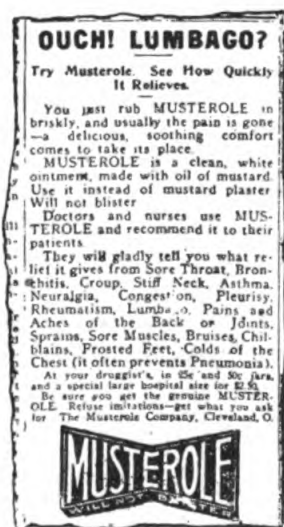 OUCH! LUMBAGO?
Try Musterole. See How Quickly
It Relieves.
You just rub MUSTEROLE in
briskly, and usually the pain is gone
—a delicious, soothing comfort
comes to take its place.
MUSTEROLE is a clean, white
ointment, made with oil of mustard.
Use it instead of mustard plaster
Will not blister
Doctors and nurses use MUS-
TEROLE and recommend it to their
patients
They will gladly tell you what re-
lief it gives from Sore Throat, Bron-
chitis, Croup, Stiff Neck, Asthma,
Neuralgia, Congestion, Pleurisy,
Rheumatism, Lumbago, Pains and
Aches of the Back or Joints,
Sprains, Sore Muscles, Bruises, Chil-
blains, Frosted Feet, Colds of the
Chest (it often prevents Pneumonia).
At your druggist's, in 25c and 50c jars,
and a special large hospital size for $2.50.
Be sure you get the genuine MUSTER-
OLE. Refuse imitations—get what you ask
for The Musterole Company, Cleveland, O.
MUSTEROLE
WILL NOT BLISTER